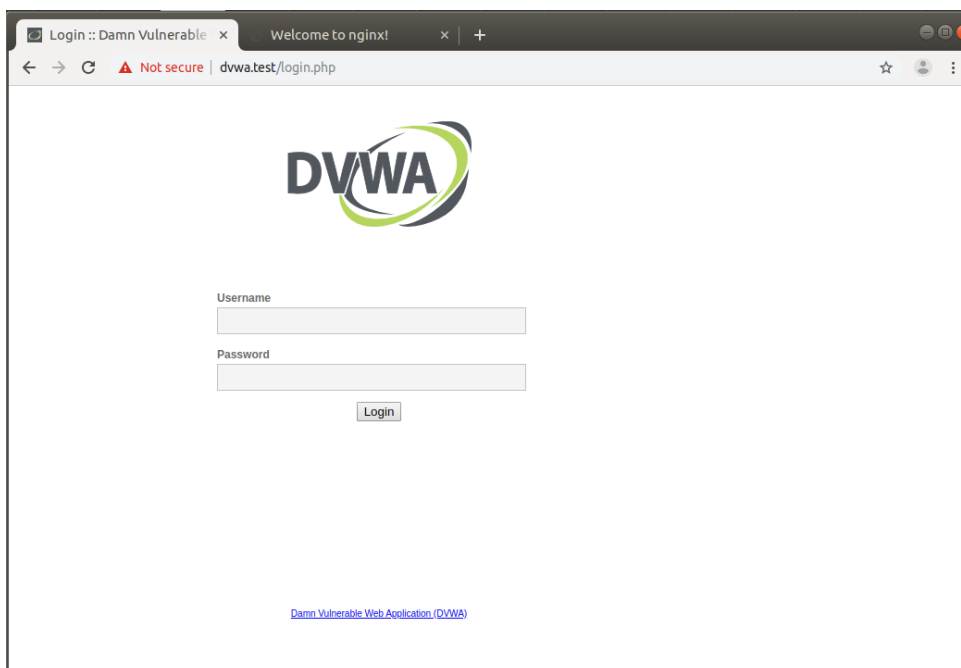 Login :: Damn Vulnerable
Welcome to nginx!
Not secure | dvwa.test/login.php
DVWA
Username
Password
Login
Damn Vulnerable Web Application (DVWA)